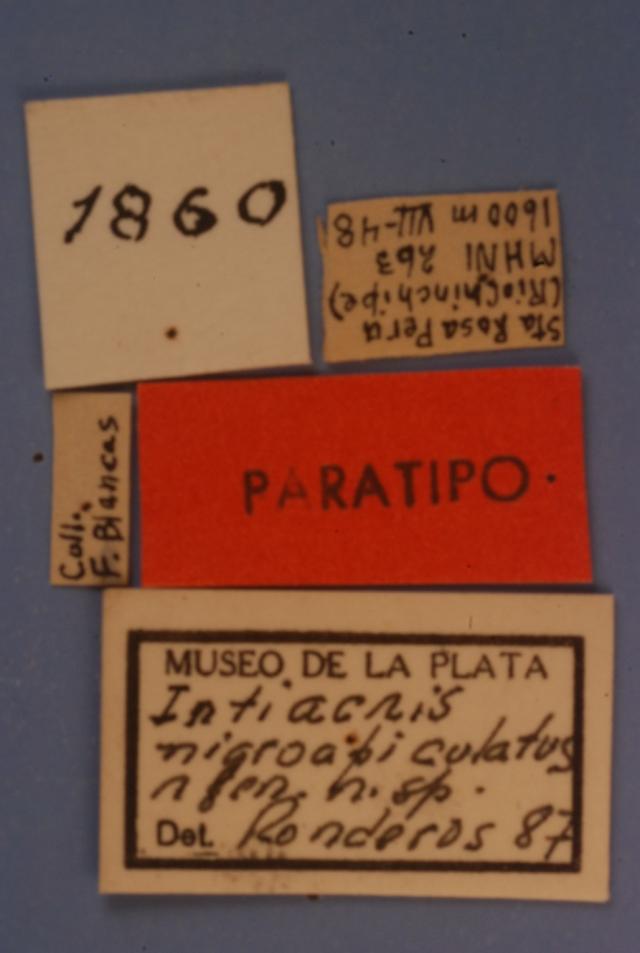 1860
Sta Rosa Peru
(Rio Chinchipe)
MHNI 263
1600 m VII-48
Coll.
F. Blancas
PARATIPO.
MUSEO DE LA PLATA
Intiacris
nigroapiculatus
n gen. n. sp.
Det. Ronderos 87